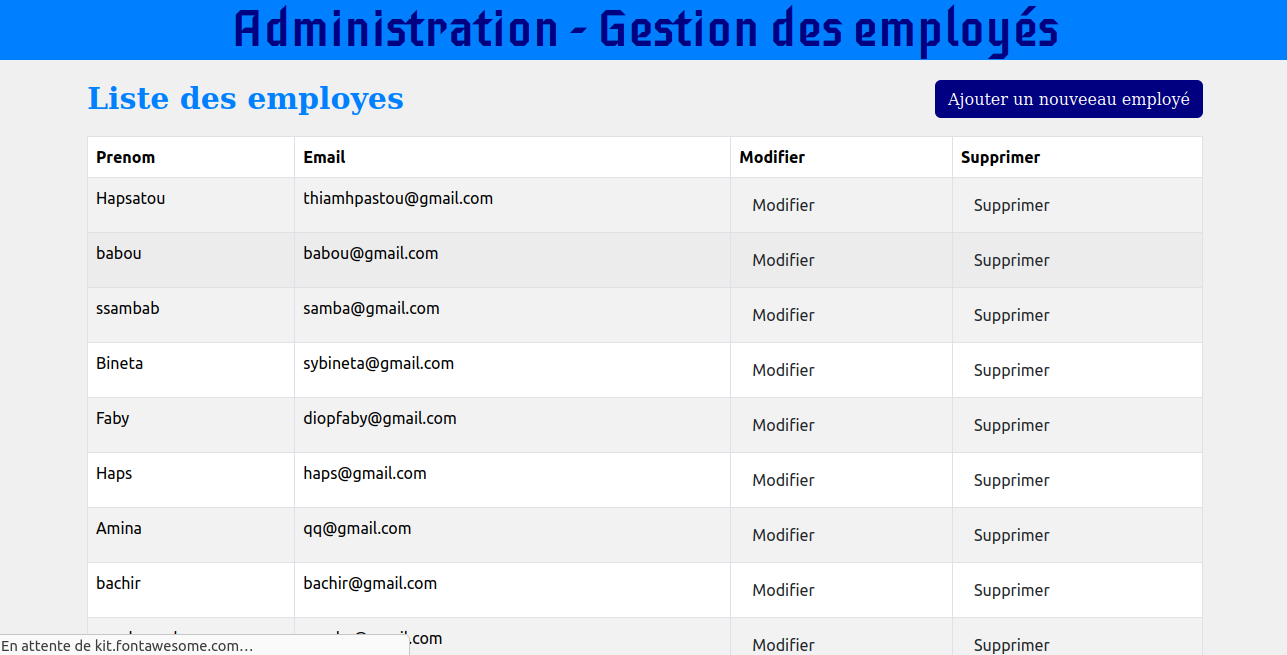 Administration - Gestion des employés
Liste des employes
Ajouter un nouveeau employé
Prenom Email Modifier Supprimer
Hapsatou thiamhpastou@gmail.com Modifier Supprimer
babou babou@gmail.com Modifier Supprimer
ssambab samba@gmail.com Modifier Supprimer
Bineta sybineta@gmail.com Modifier Supprimer
Faby diopfaby@gmail.com Modifier Supprimer
Haps haps@gmail.com Modifier Supprimer
Amina qq@gmail.com Modifier Supprimer
bachir bachir@gmail.com Modifier Supprimer
Modifier Supprimer
En attente de kit.fontawesome.com...